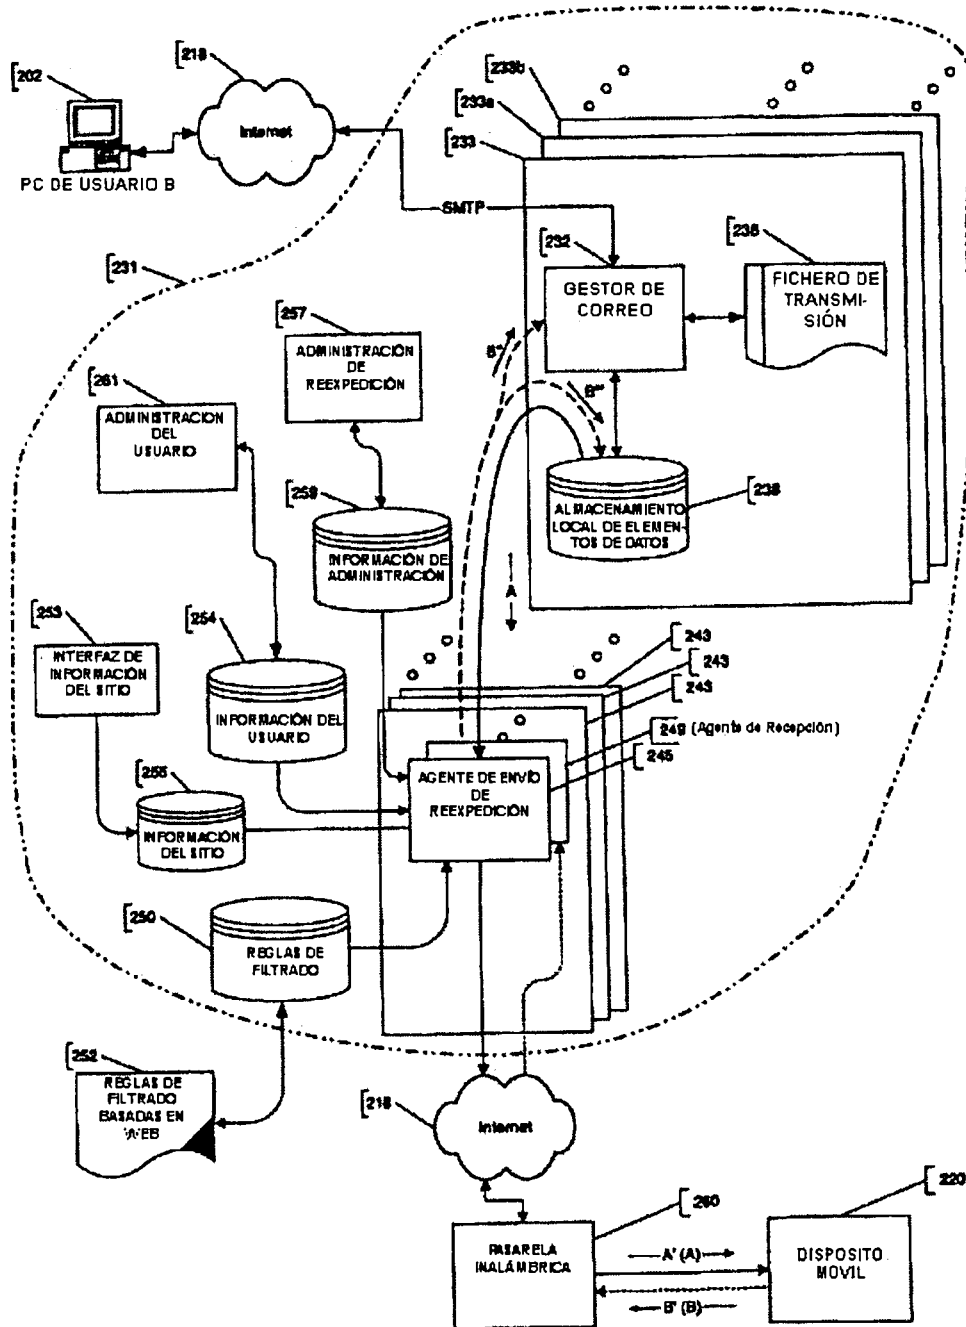 202
218
Internet
PC DE USUARIO B
233b
233a
233
SMTP
232
GESTOR DE
CORREO
236
FICHERO DE
TRANSMI-
SIÓN
231
257
ADMINISTRACIÓN
DE
REEXPEDICIÓN
B"
B"'
261
ADMINISTRACION
DEL
USUARIO
259
INFORMACIÓN DE
ADMINISTRACIÓN
238
ALMACENAMIENTO
LOCAL DE ELEMEN-
TOS DE DATOS
A
253
INTERFAZ DE
INFORMACIÓN
DEL SITIO
254
INFORMACIÓN DEL
USUARIO
243
243
243
249 (Agente de Recepción)
245
AGENTE DE ENVÍO
DE
REEXPEDICIÓN
255
INFORMACIÓN
DEL SITIO
250
REGLAS DE
FILTRADO
252
REGLAS DE
FILTRADO
BASADAS EN
WEB
218
Internet
260
PASARELA
INALÁMBRICA
A' (A)
B' (B)
220
DISPOSITO
MOVIL